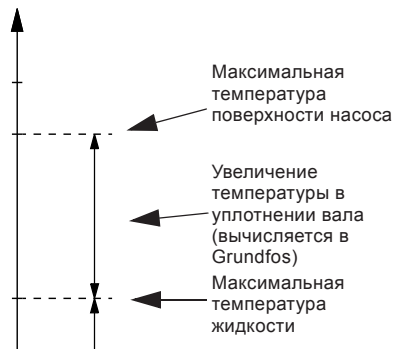 Максимальная
температура
поверхности насоса
Увеличение
температуры в
уплотнении вала
(вычисляется в
Grundfos)
Максимальная
температура
жидкости